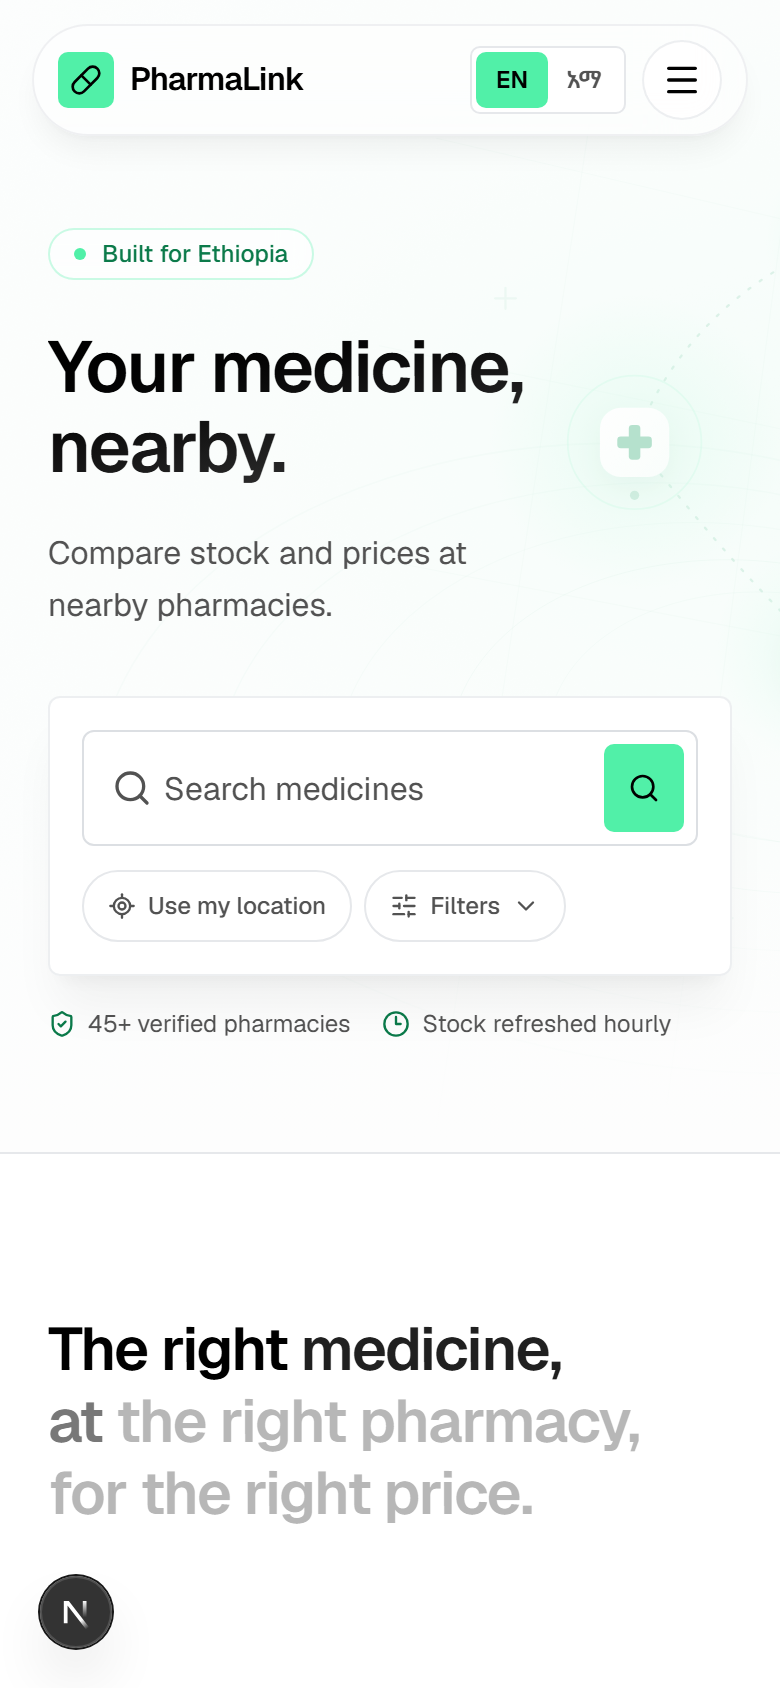 PharmaLink
EN
አማ
Built for Ethiopia
Your medicine,
nearby.
Compare stock and prices at
nearby pharmacies.
Search medicines
Use my location
Filters
45+ verified pharmacies
Stock refreshed hourly
The right medicine,
at the right pharmacy,
for the right price.
N